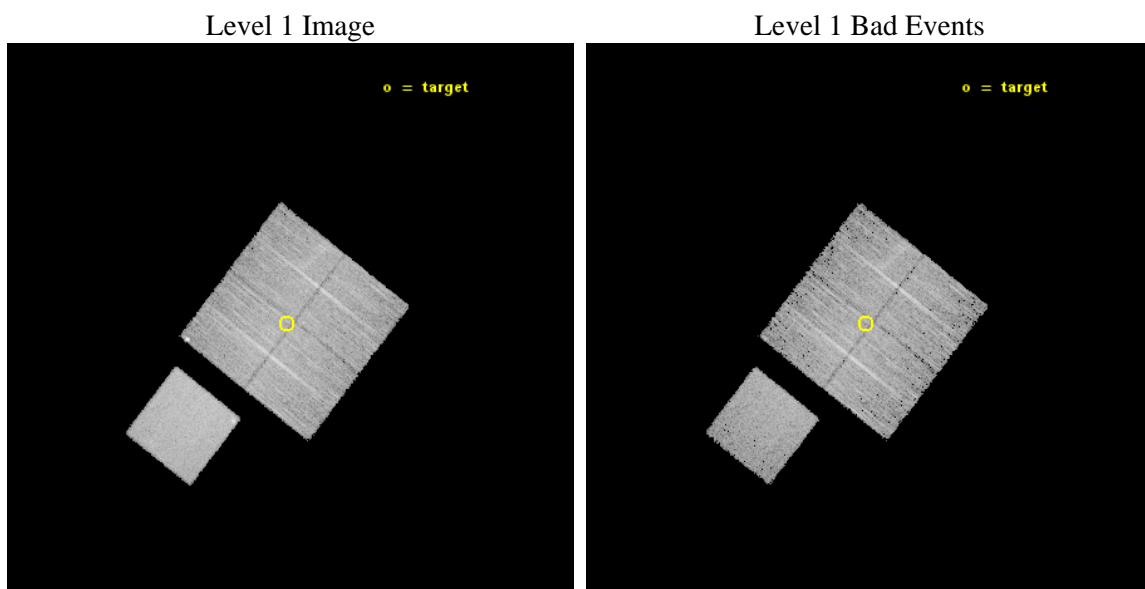 Level 1 Image
Level 1 Bad Events
o = target
o = target